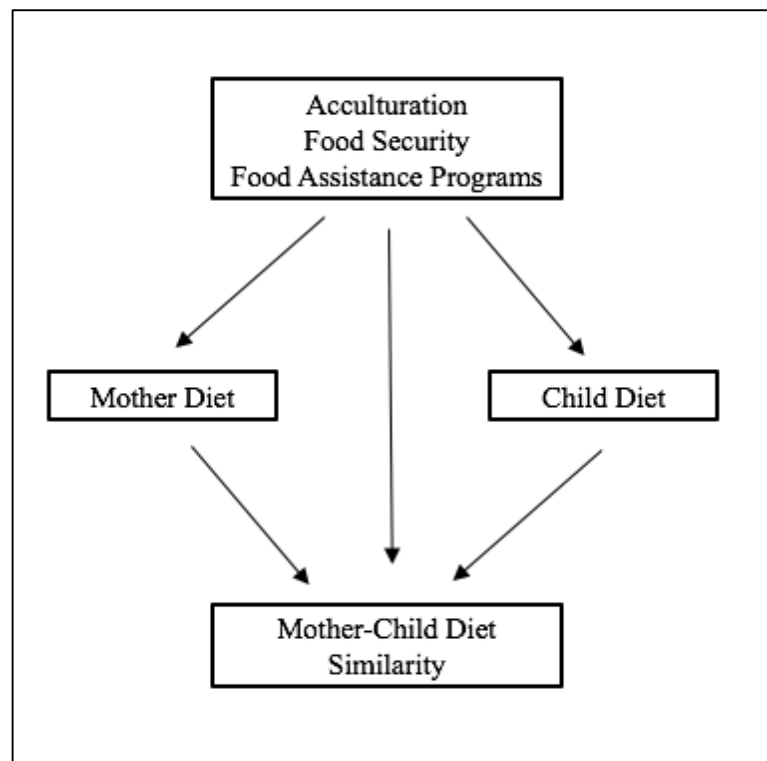 Acculturation
Food Security
Food Assistance Programs
Mother Diet
Child Diet
Mother-Child Diet
Similarity